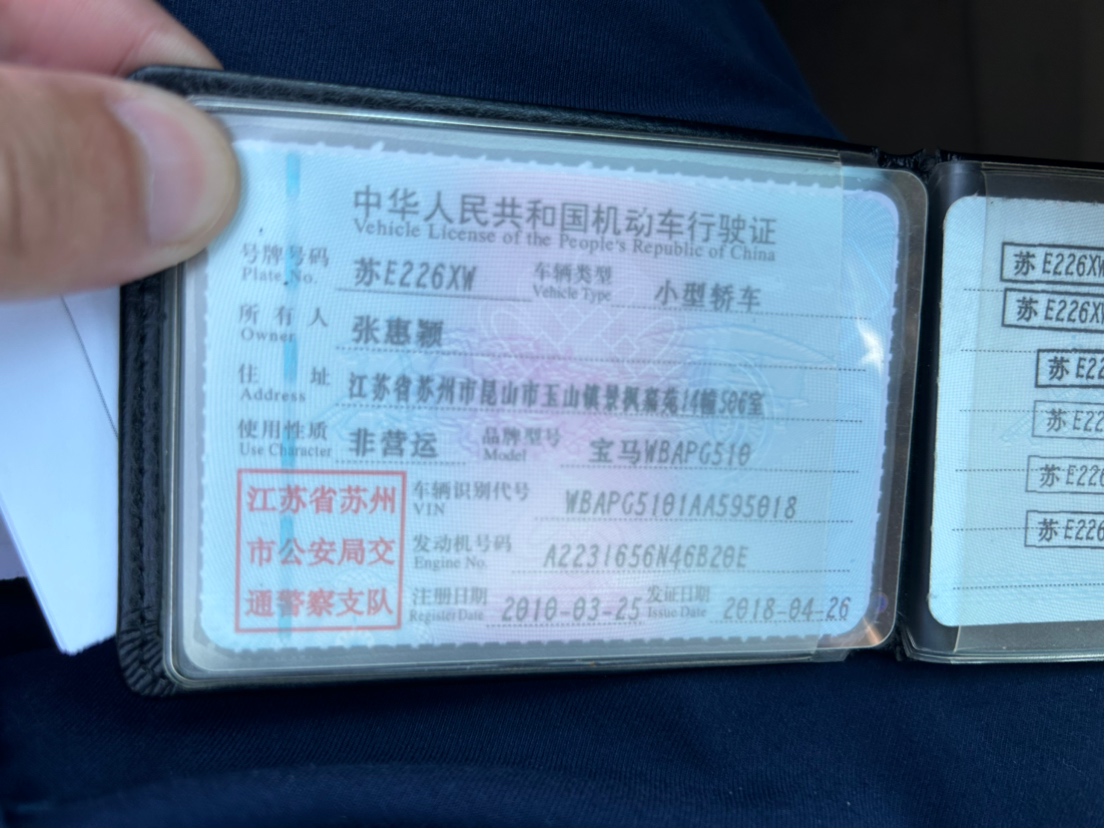 中华人民共和国机动车行驶证
Vehicle License of the People's Republic of China
号牌号码 苏E226XW 车辆类型 小型轿车
Plate No. Vehicle Type
所有人 张惠颖
Owner
住址 江苏省苏州市昆山市玉山镇景枫嘉苑14幢506室
Address
使用性质 非营运 品牌型号 宝马WBAPG510
Use Character Model
江苏省苏州
市公安局交
通警察支队
车辆识别代号 WBAPG5101AA595018
VIN
发动机号码 A2231656N46B20E
Engine No.
注册日期 2010-03-25 发证日期 2018-04-26
Register Date Issue Date
苏E226XW
苏E226XW
苏E22
苏E22
苏E226
苏E226